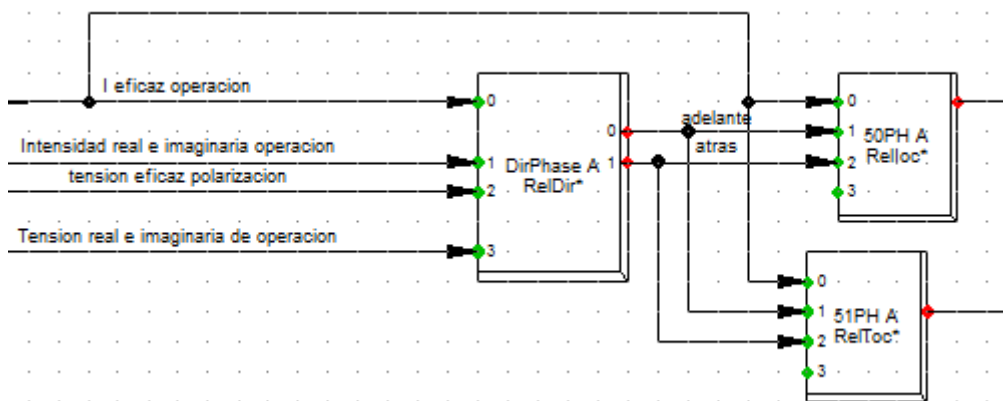 I eficaz operacion
Intensidad real e imaginaria operacion
tension eficaz polarizacion
Tension real e imaginaria de operacion
0
1
2
3
DirPhase A
RelDir*
0
1
adelante
atras
0
1
2
3
50PH A
RelIoc*
0
1
2
3
51PH A
RelToc*